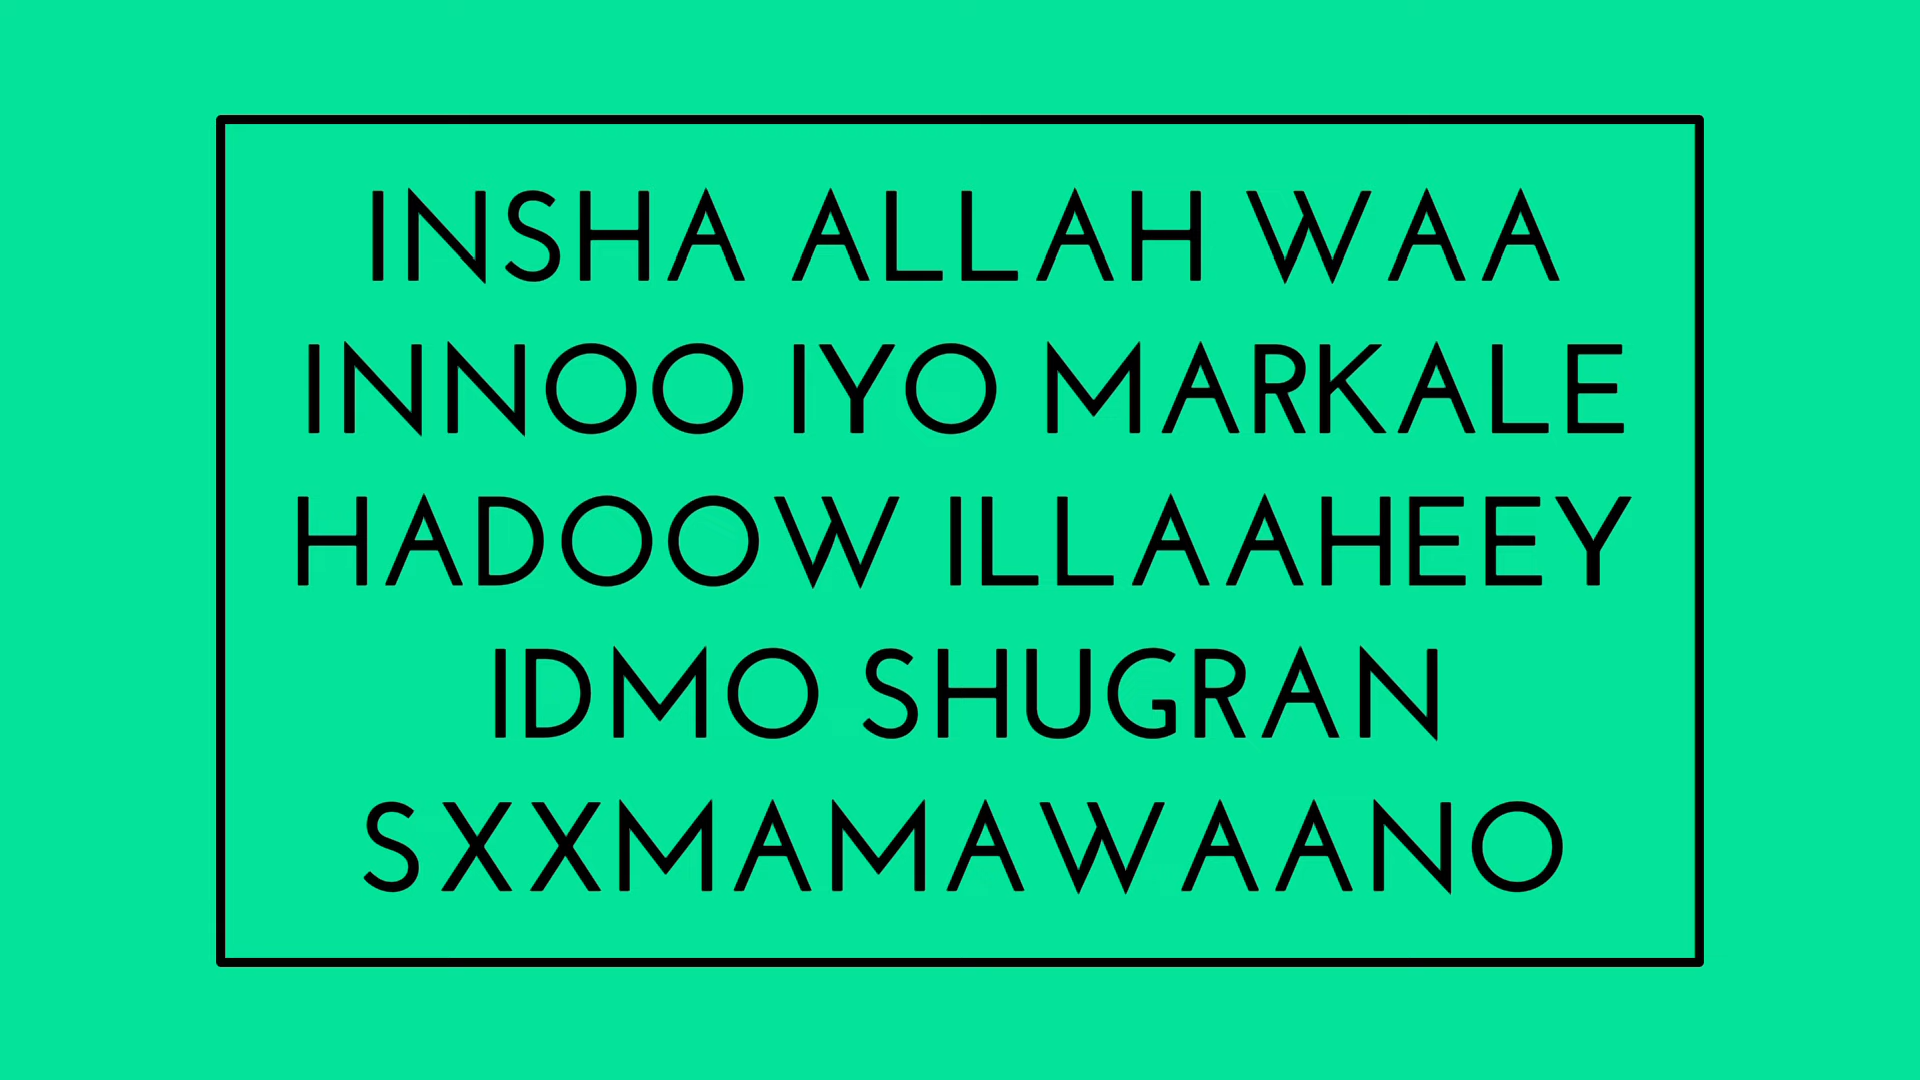 INSHA ALLAH WAA
INNOO IYO MARKALE
HADOOW ILLAAHEEY
IDMO SHUGRAN
SXXMAMAWAANO